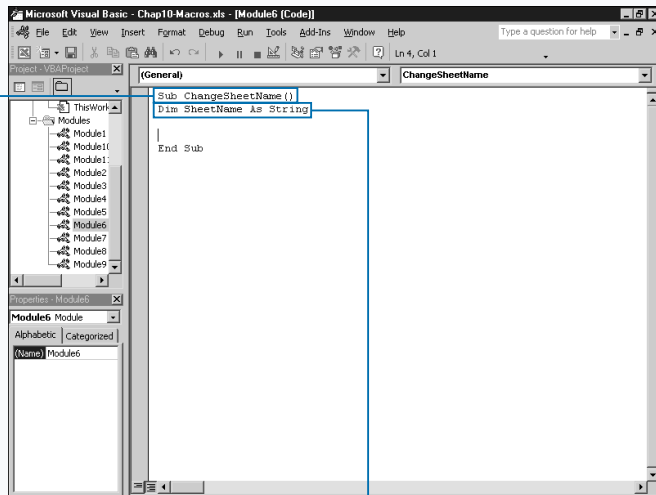 Microsoft Visual Basic - Chap10-Macros.xls - [Module6 (Code)]
File Edit View Insert Format Debug Run Tools Add-Ins Window Help Type a question for help
Ln 4, Col 1
Project - VBAProject
(General) ChangeSheetName
ThisWork
Modules
Module1
Module10
Module11
Module2
Module3
Module4
Module5
Module6
Module7
Module8
Module9
Sub ChangeSheetName()
Dim SheetName As String
End Sub
Properties - Module6
Module6 Module
Alphabetic Categorized
(Name) Module6